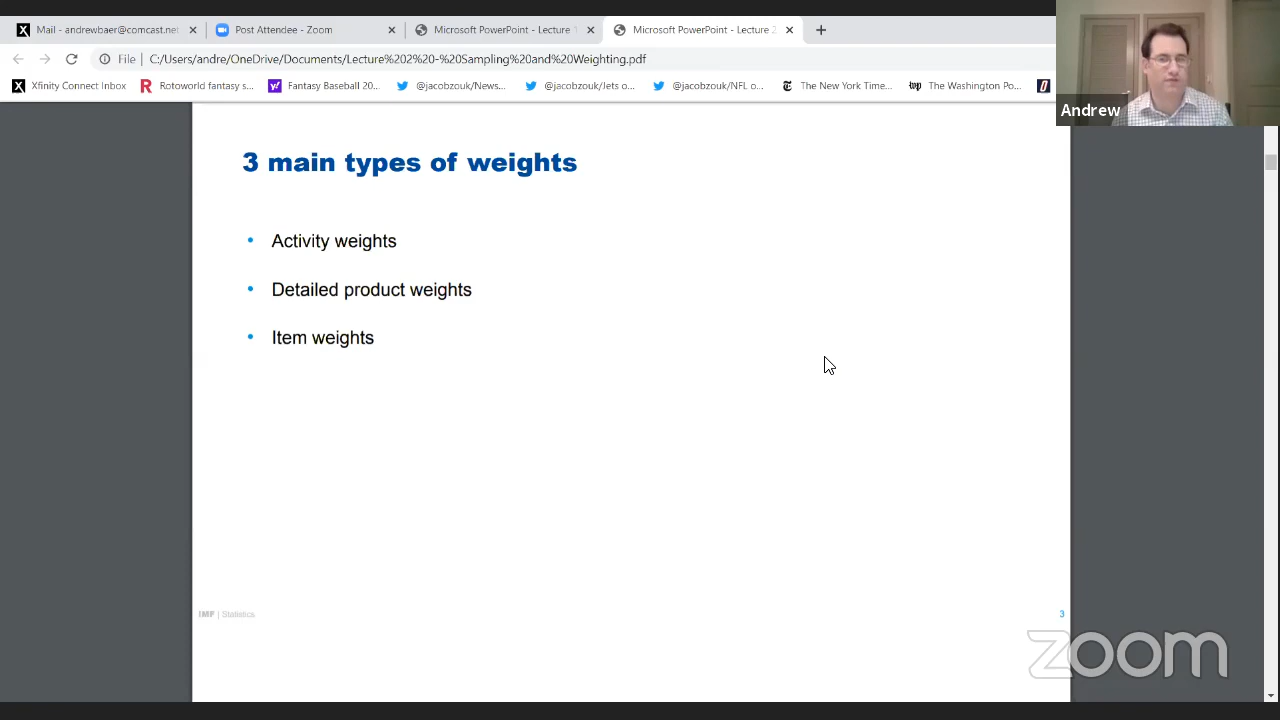 Mail - andrewbaer@comcast.net
Post Attendee - Zoom
Microsoft PowerPoint - Lecture 1
Microsoft PowerPoint - Lecture 2
File | C:/Users/andre/OneDrive/Documents/Lecture%202%20-%20Sampling%20and%20Weighting.pdf
Xfinity Connect Inbox
Rotoworld fantasy s...
Fantasy Baseball 20...
@jacobzouk/News...
@jacobzouk/Jets o...
@jacobzouk/NFL o...
The New York Time...
wp The Washington Po...
Andrew
3 main types of weights
• Activity weights
• Detailed product weights
• Item weights
IMF | Statistics
3
zoom